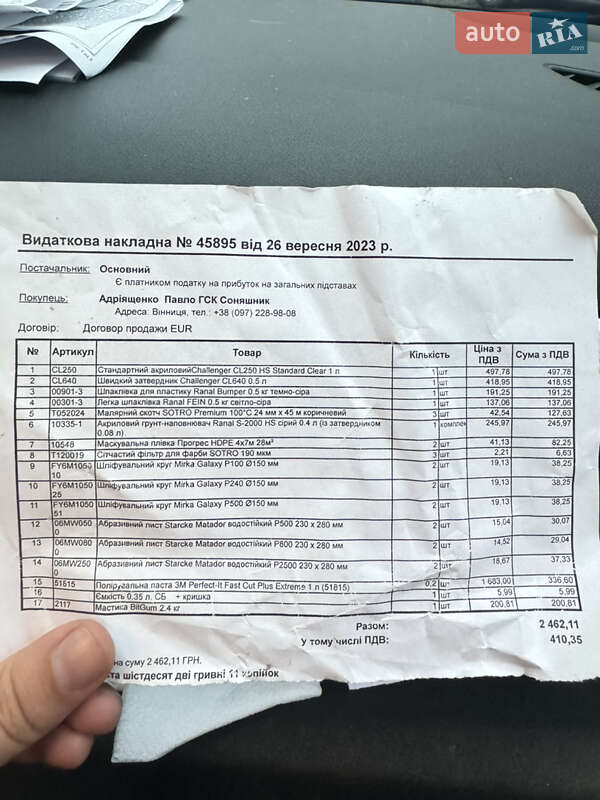 auto RIA .com
Видаткова накладна № 45895 від 26 вересня 2023 р.
Постачальник: Основний
Є платником податку на прибуток на загальних підставах
Покупець: Адріященко Павло ГСК Соняшник
Адреса: Вінниця, тел.: +38 (097) 228-98-08
Договір: Договор продажи EUR
№ Артикул Товар Кількість Ціна з ПДВ Сума з ПДВ
1 CL250 Стандартний акриловийChallenger CL250 HS Standard Clear 1 л 1 шт 497,78 497,78
2 CL640 Швидкий затвердник Challenger CL640 0.5 л 1 шт 418,95 418,95
3 00901-3 Шпаклівка для пластику Ranal Bumper 0.5 кг темно-сіра 1 шт 191,25 191,25
4 00301-3 Легка шпаклівка Ranal FEIN 0.5 кг світло-сіра 1 шт 137,06 137,06
5 T052024 Малярний скотч SOTRO Premium 100°C 24 мм x 45 м коричневий 3 шт 42,54 127,63
6 10335-1 Акриловий грунт-наповнювач Ranal S-2000 HS сірий 0.4 л (із затвердником 0.08 л) 1 комплек 245,97 245,97
7 10548 Маскувальна плівка Прогрес HDPE 4х7м 28м² 2 шт 41,13 82,25
8 T120019 Сітчастий фільтр для фарби SOTRO 190 мкм 3 шт 2,21 6,63
9 FY6M1050 10 Шліфувальний круг Mirka Galaxy P100 Ø150 мм 2 шт 19,13 38,25
10 FY6M1050 25 Шліфувальний круг Mirka Galaxy P240 Ø150 мм 2 шт 19,13 38,25
11 FY6M1050 51 Шліфувальний круг Mirka Galaxy P500 Ø150 мм 2 шт 19,13 38,25
12 06MW050 0 Абразивний лист Starcke Matador водостійкий P500 230 x 280 мм 2 шт 15,04 30,07
13 06MW080 0 Абразивний лист Starcke Matador водостійкий P800 230 x 280 мм 2 шт 14,52 29,04
14 06MW250 0 Абразивний лист Starcke Matador водостійкий P2500 230 x 280 мм 2 шт 18,67 37,33
15 51815 Полірувальна паста 3M Perfect-It Fast Cut Plus Extreme 1 л (51815) 0,2 шт 1 683,00 336,60
16 Ємкість 0.35 л. СБ + кришка 1 шт 5,99 5,99
17 2117 Мастика BitGum 2.4 кг 1 шт 200,81 200,81
Разом: 2 462,11
У тому числі ПДВ: 410,35
на суму 2 462,11 ГРН.
та шістдесят дві гривні 11 копійок